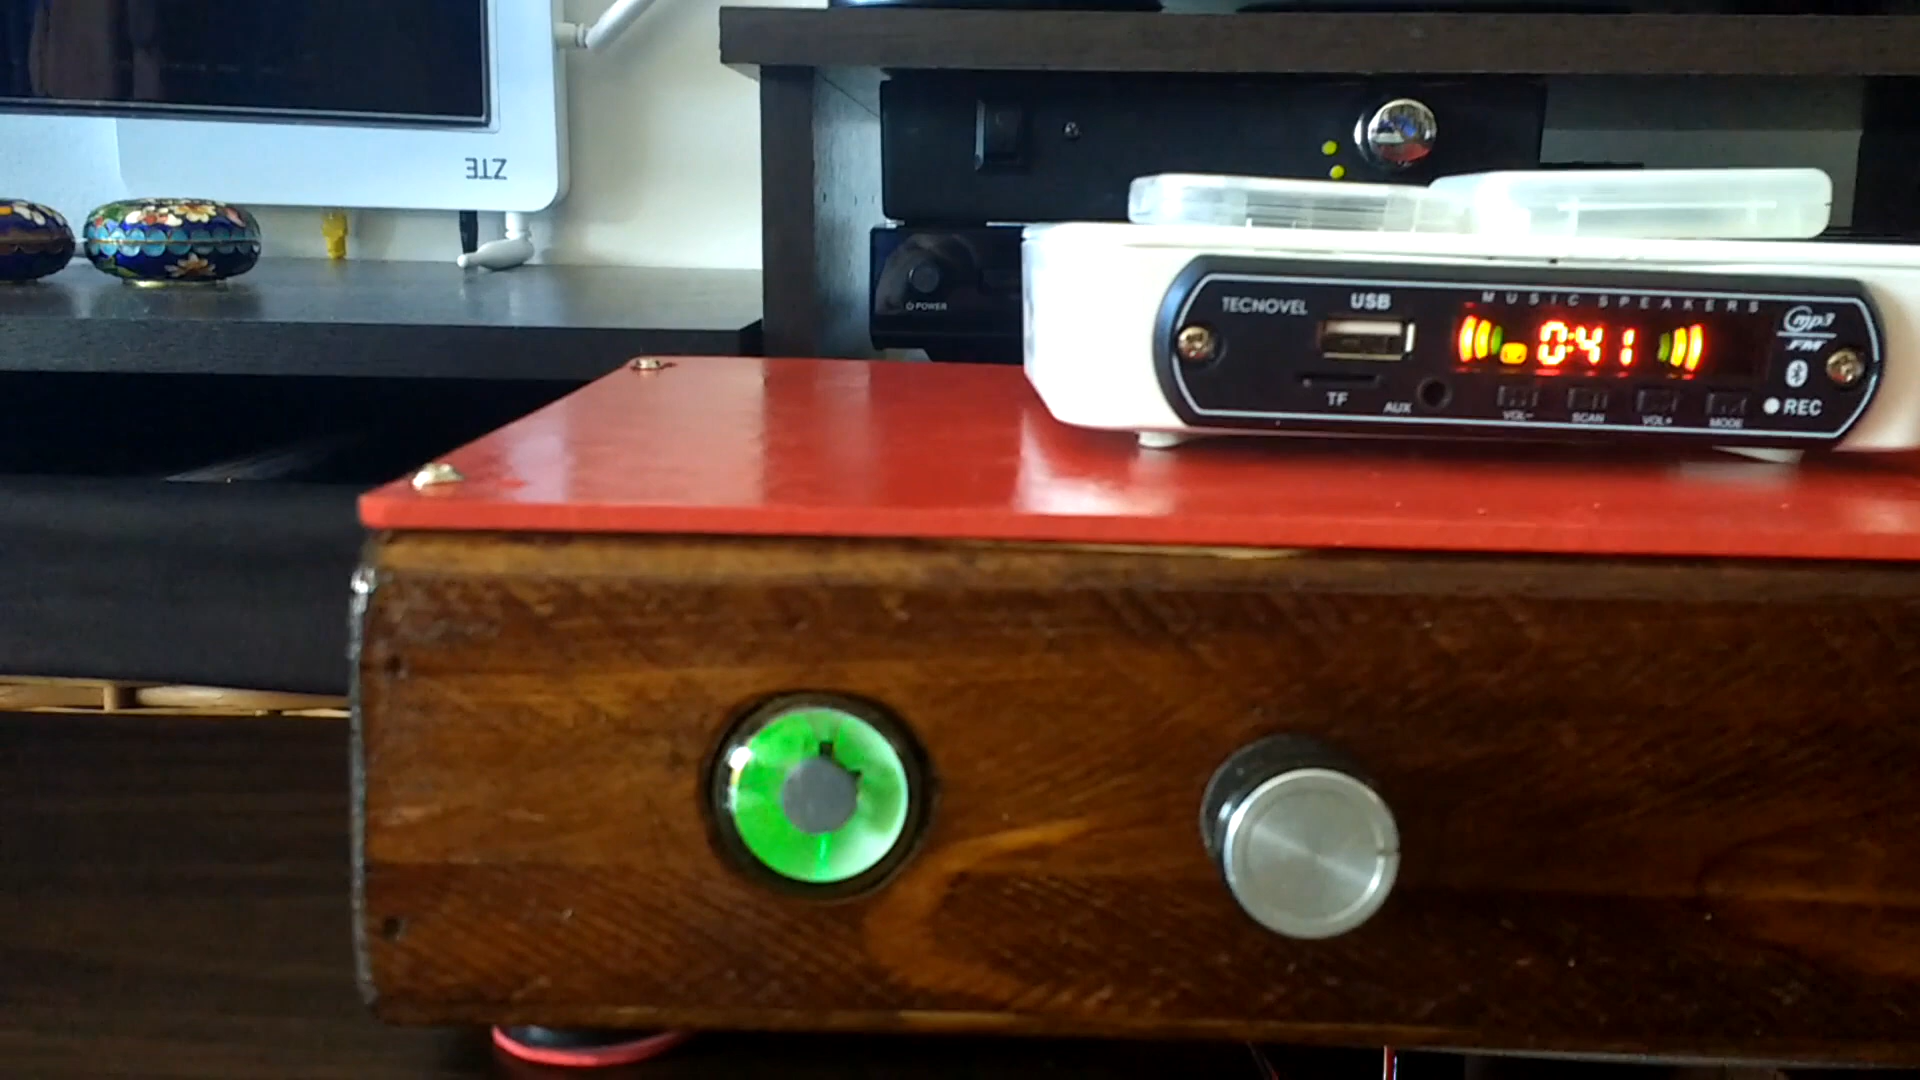 ZTE
POWER
MUSIC SPEAKERS
TECNOVEL
USB
0:41
mp3
FM
TF
AUX
VOL-
SCAN
VOL+
MODE
REC